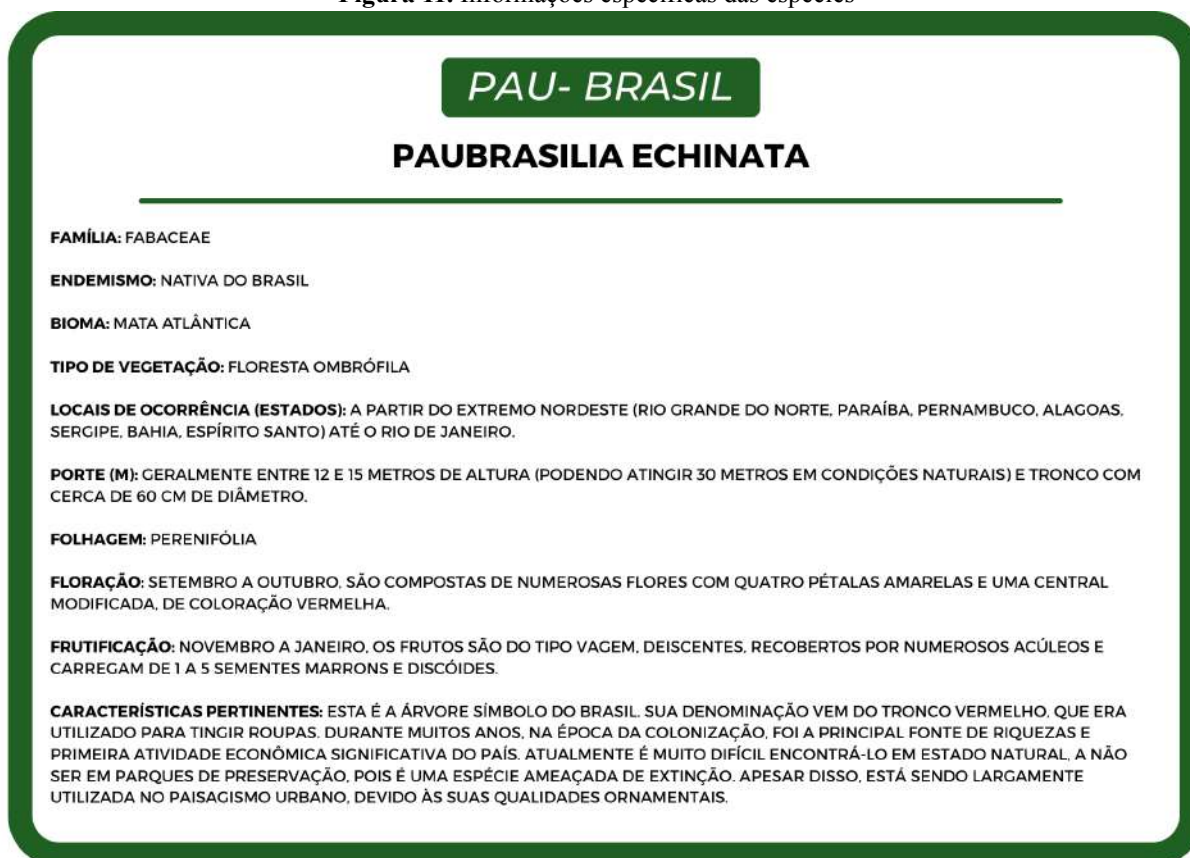 Figura 11: Informações específicas das espécies
PAU- BRASIL
PAUBRASILIA ECHINATA
FAMÍLIA: FABACEAE
ENDEMISMO: NATIVA DO BRASIL
BIOMA: MATA ATLÂNTICA
TIPO DE VEGETAÇÃO: FLORESTA OMBRÓFILA
LOCAIS DE OCORRÊNCIA (ESTADOS): A PARTIR DO EXTREMO NORDESTE (RIO GRANDE DO NORTE, PARAÍBA, PERNAMBUCO, ALAGOAS,
SERGIPE, BAHIA, ESPÍRITO SANTO) ATÉ O RIO DE JANEIRO.
PORTE (M): GERALMENTE ENTRE 12 E 15 METROS DE ALTURA (PODENDO ATINGIR 30 METROS EM CONDIÇÕES NATURAIS) E TRONCO COM
CERCA DE 60 CM DE DIÂMETRO.
FOLHAGEM: PERENIFÓLIA
FLORAÇÃO: SETEMBRO A OUTUBRO, SÃO COMPOSTAS DE NUMEROSAS FLORES COM QUATRO PÉTALAS AMARELAS E UMA CENTRAL
MODIFICADA, DE COLORAÇÃO VERMELHA.
FRUTIFICAÇÃO: NOVEMBRO A JANEIRO, OS FRUTOS SÃO DO TIPO VAGEM, DEISCENTES, RECOBERTOS POR NUMEROSOS ACÚLEOS E
CARREGAM DE 1 A 5 SEMENTES MARRONS E DISCÓIDES.
CARACTERÍSTICAS PERTINENTES: ESTA É A ÁRVORE SÍMBOLO DO BRASIL. SUA DENOMINAÇÃO VEM DO TRONCO VERMELHO, QUE ERA
UTILIZADO PARA TINGIR ROUPAS. DURANTE MUITOS ANOS, NA ÉPOCA DA COLONIZAÇÃO, FOI A PRINCIPAL FONTE DE RIQUEZAS E
PRIMEIRA ATIVIDADE ECONÔMICA SIGNIFICATIVA DO PAÍS. ATUALMENTE É MUITO DIFÍCIL ENCONTRÁ-LO EM ESTADO NATURAL, A NÃO
SER EM PARQUES DE PRESERVAÇÃO, POIS É UMA ESPÉCIE AMEAÇADA DE EXTINÇÃO. APESAR DISSO, ESTÁ SENDO LARGAMENTE
UTILIZADA NO PAISAGISMO URBANO, DEVIDO ÀS SUAS QUALIDADES ORNAMENTAIS.